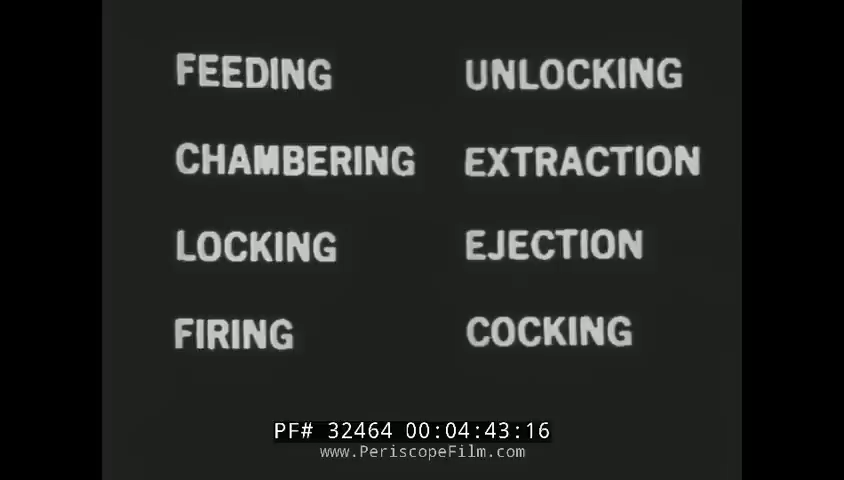 FEEDING
CHAMBERING
LOCKING
FIRING
UNLOCKING
EXTRACTION
EJECTION
COCKING
PF# 32464 00:04:43:16
www.PeriscopeFilm.com